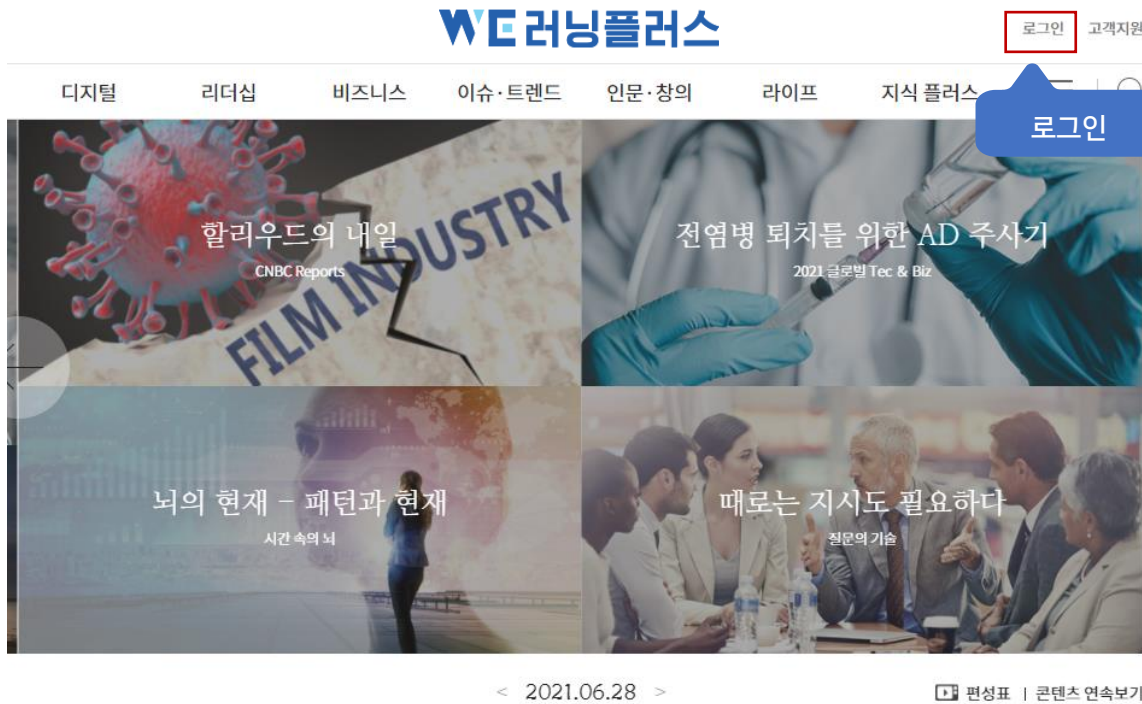 WE 러닝플러스
로그인 고객지원
디지털 리더십 비즈니스 이슈·트렌드 인문·창의 라이프 지식 플러스
로그인
FILM INDUSTRY
할리우드의 내일
CNBC Reports
전염병 퇴치를 위한 AD 주사기
2021 글로벌 Tec & Biz
뇌의 현재 – 패턴과 현재
시간 속의 뇌
때로는 지시도 필요하다
질문의 기술
< 2021.06.28 >
편성표 | 콘텐츠 연속보기